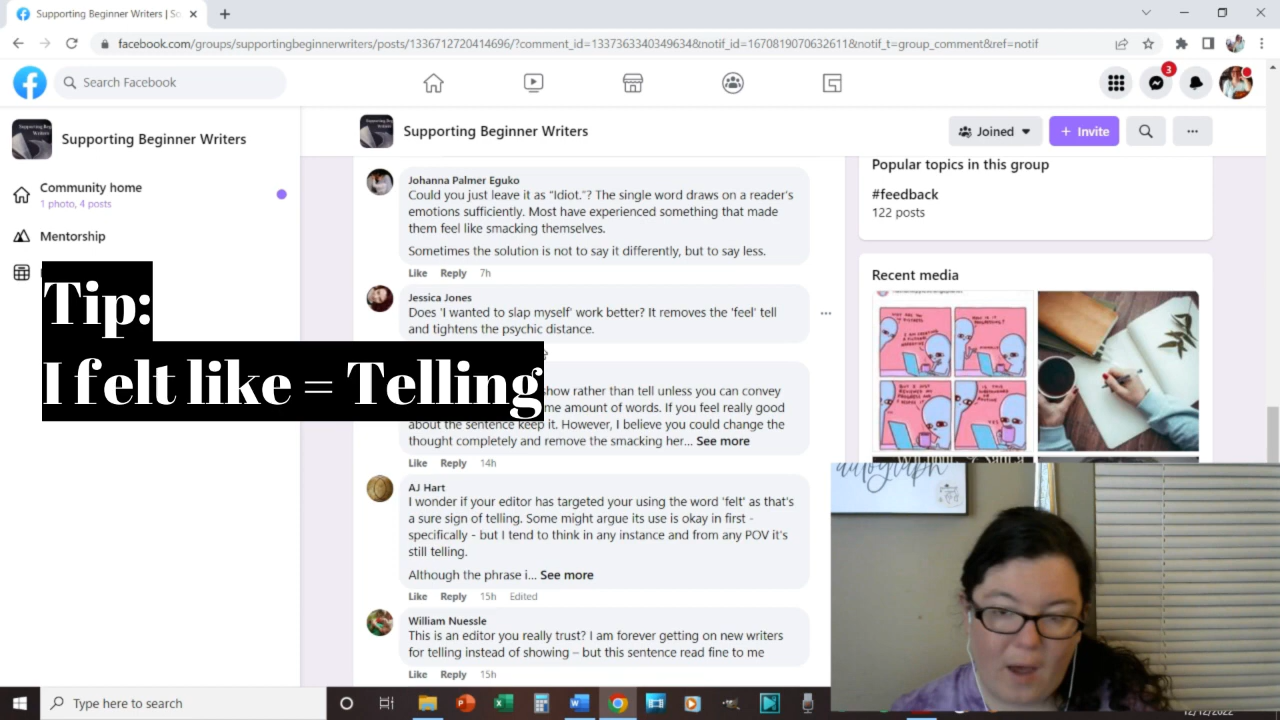 Supporting Beginner Writers | So
facebook.com/groups/supportingbeginnerwriters/posts/1336712720414696/?comment_id=1337363340349634&notif_id=1670819070632611&notif_t=group_comment&ref=notif
Search Facebook
3
Supporting Beginner Writers
Community home
1 photo, 4 posts
Mentorship
Tip:
I felt like = Telling
Supporting Beginner Writers
Joined
+ Invite
Johanna Palmer Eguko
Could you just leave it as "Idiot."? The single word draws on a reader's
emotions sufficiently. Most have experienced something that made
them feel like smacking themselves.
Sometimes the solution is not to say it differently, but to say less.
Like Reply 7h
Jessica Jones
Does 'I wanted to slap myself' work better? It removes the 'feel' tell
and tightens the psychic distance.
how rather than tell unless you can convey
me amount of words. If you feel really good
about the sentence keep it. However, I believe you could change the
thought completely and remove the smacking her... See more
Like Reply 14h
AJ Hart
I wonder if your editor has targeted your using the word 'felt' as that's
a sure sign of telling. Some might argue its use is okay in first -
specifically - but I tend to think in any instance and from any POV it's
still telling.
Although the phrase i... See more
Like Reply 15h Edited
William Nuessle
This is an editor you really trust? I am forever getting on new writers
for telling instead of showing – but this sentence read fine to me
Like Reply 15h
Popular topics in this group
#feedback
122 posts
Recent media
autograph
Type here to search
12/12/2022